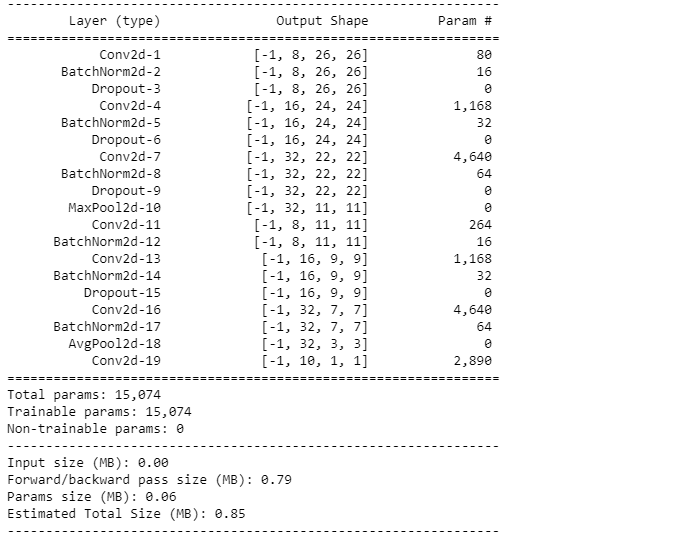 ----------------------------------------------------------------
Layer (type) Output Shape Param #
================================================================
Conv2d-1 [-1, 8, 26, 26] 80
BatchNorm2d-2 [-1, 8, 26, 26] 16
Dropout-3 [-1, 8, 26, 26] 0
Conv2d-4 [-1, 16, 24, 24] 1,168
BatchNorm2d-5 [-1, 16, 24, 24] 32
Dropout-6 [-1, 16, 24, 24] 0
Conv2d-7 [-1, 32, 22, 22] 4,640
BatchNorm2d-8 [-1, 32, 22, 22] 64
Dropout-9 [-1, 32, 22, 22] 0
MaxPool2d-10 [-1, 32, 11, 11] 0
Conv2d-11 [-1, 8, 11, 11] 264
BatchNorm2d-12 [-1, 8, 11, 11] 16
Conv2d-13 [-1, 16, 9, 9] 1,168
BatchNorm2d-14 [-1, 16, 9, 9] 32
Dropout-15 [-1, 16, 9, 9] 0
Conv2d-16 [-1, 32, 7, 7] 4,640
BatchNorm2d-17 [-1, 32, 7, 7] 64
AvgPool2d-18 [-1, 32, 3, 3] 0
Conv2d-19 [-1, 10, 1, 1] 2,890
================================================================
Total params: 15,074
Trainable params: 15,074
Non-trainable params: 0
----------------------------------------------------------------
Input size (MB): 0.00
Forward/backward pass size (MB): 0.79
Params size (MB): 0.06
Estimated Total Size (MB): 0.85
----------------------------------------------------------------